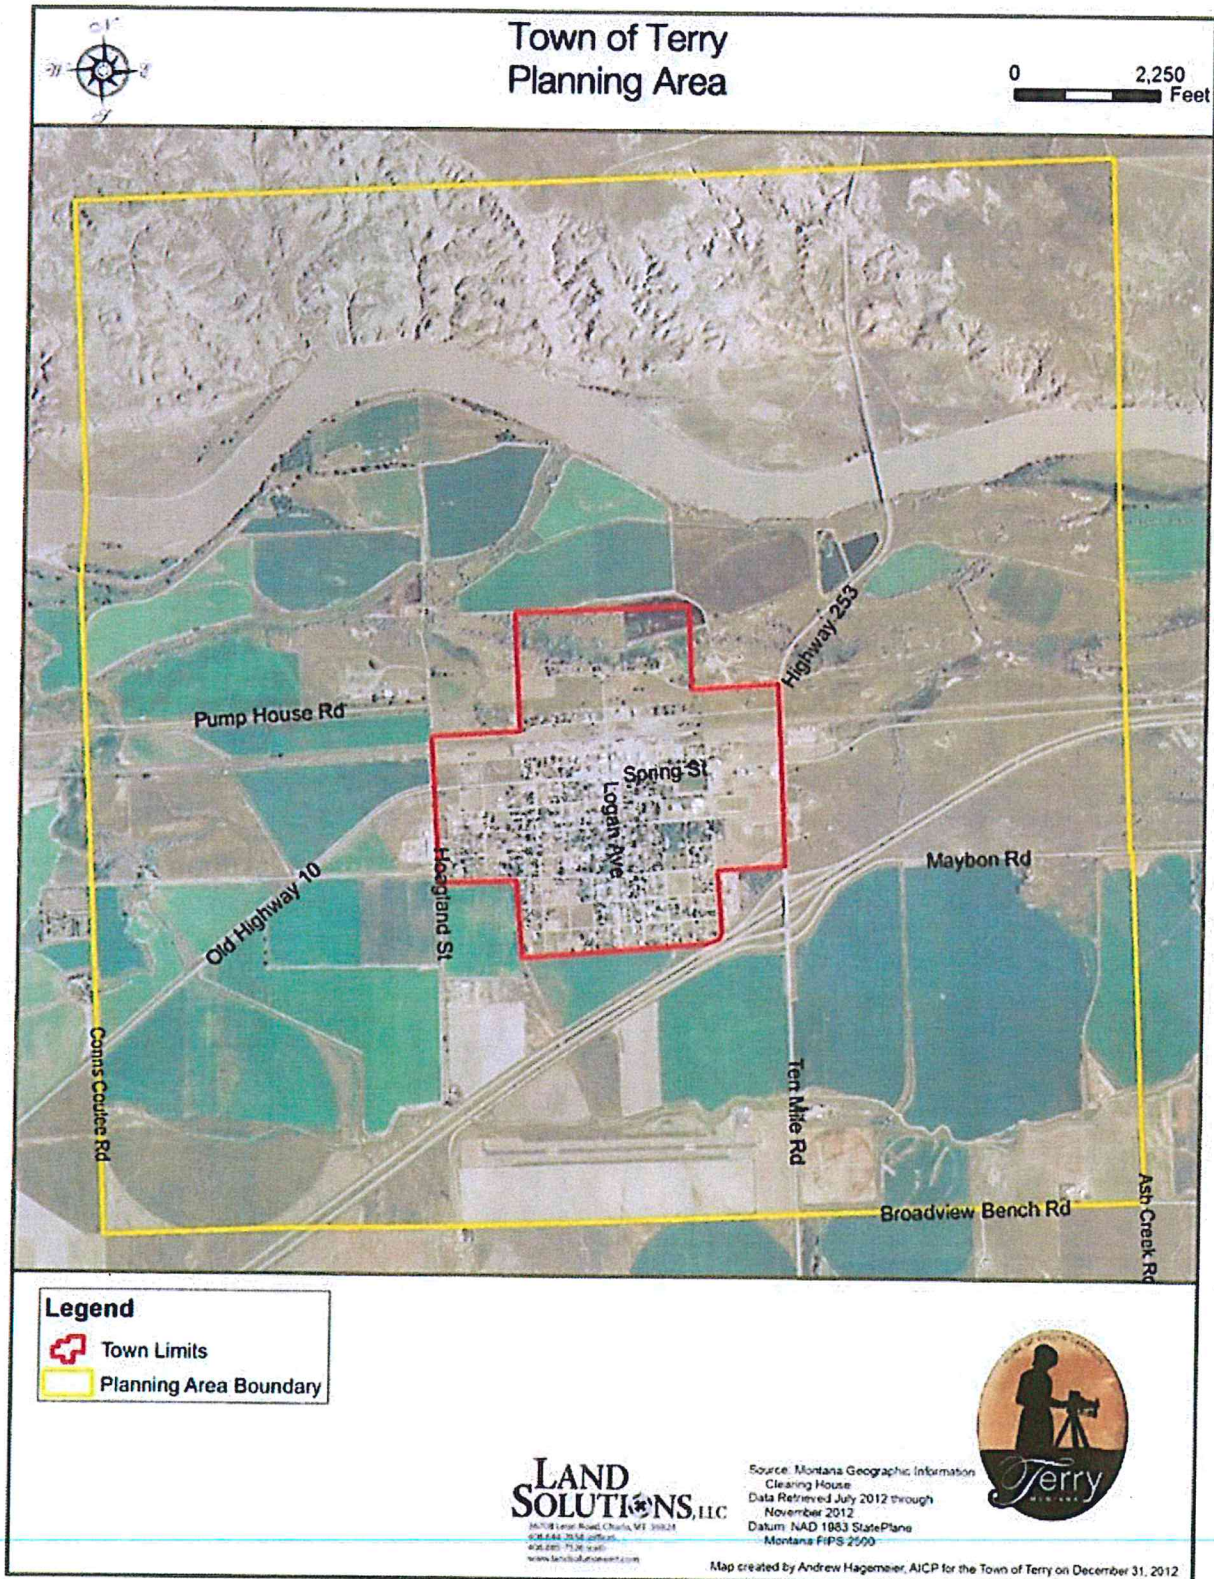 Town of Terry
Planning Area
0 2,250
Feet
Highway 253
Pump House Rd
Spring St
Logan Ave
Maybon Rd
Hoagland St
Old Highway 10
Conns Coulee Rd
Ten Mile Rd
Ash Creek Rd
Broadview Bench Rd
Legend
Town Limits
Planning Area Boundary
LAND
SOLUTIONS, LLC
Source: Montana Geographic Information
Clearing House
Data Retrieved July 2012 through
November 2012
Datum: NAD 1983 StatePlane
Montana FIPS 2500
Terry
MONTANA
Map created by Andrew Hagemeier, AICP for the Town of Terry on December 31, 2012